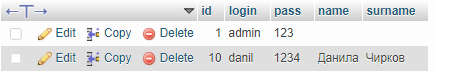 id login pass name surname
Edit Copy Delete 1 admin 123
Edit Copy Delete 10 danil 1234 Данила Чирков